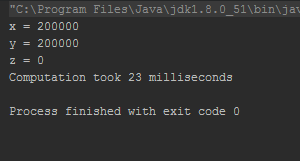 "C:\Program Files\Java\jdk1.8.0_51\bin\jav
x = 200000
y = 200000
z = 0
Computation took 23 milliseconds
Process finished with exit code 0